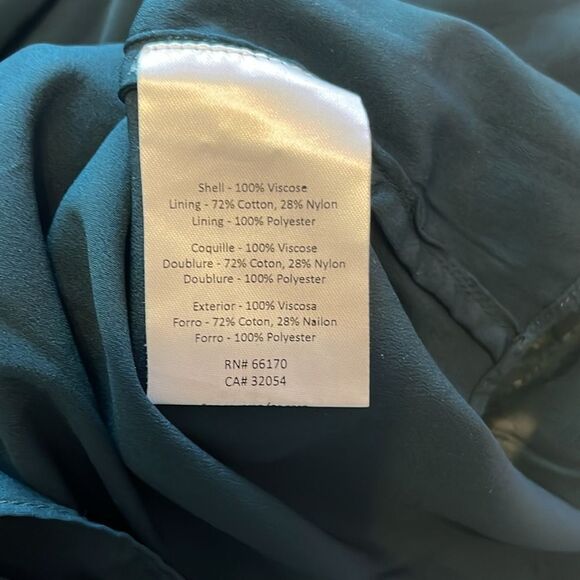 Shell - 100% Viscose
Lining - 72% Cotton, 28% Nylon
Lining - 100% Polyester
Coquille - 100% Viscose
Doublure - 72% Coton, 28% Nylon
Doublure - 100% Polyester
Exterior - 100% Viscosa
Forro - 72% Coton, 28% Nailon
Forro - 100% Polyester
RN# 66170
CA# 32054